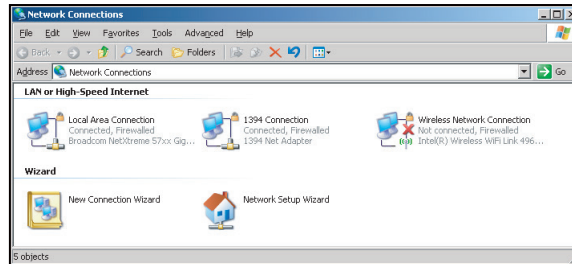 Network Connections
File Edit View Favorites Tools Advanced Help
Back Search Folders
Address Network Connections Go
LAN or High-Speed Internet
Local Area Connection
Connected, Firewalled
Broadcom NetXtreme 57xx Gig...
1394 Connection
Connected, Firewalled
1394 Net Adapter
Wireless Network Connection
Not connected, Firewalled
Intel(R) Wireless WiFi Link 496...
Wizard
New Connection Wizard
Network Setup Wizard
5 objects